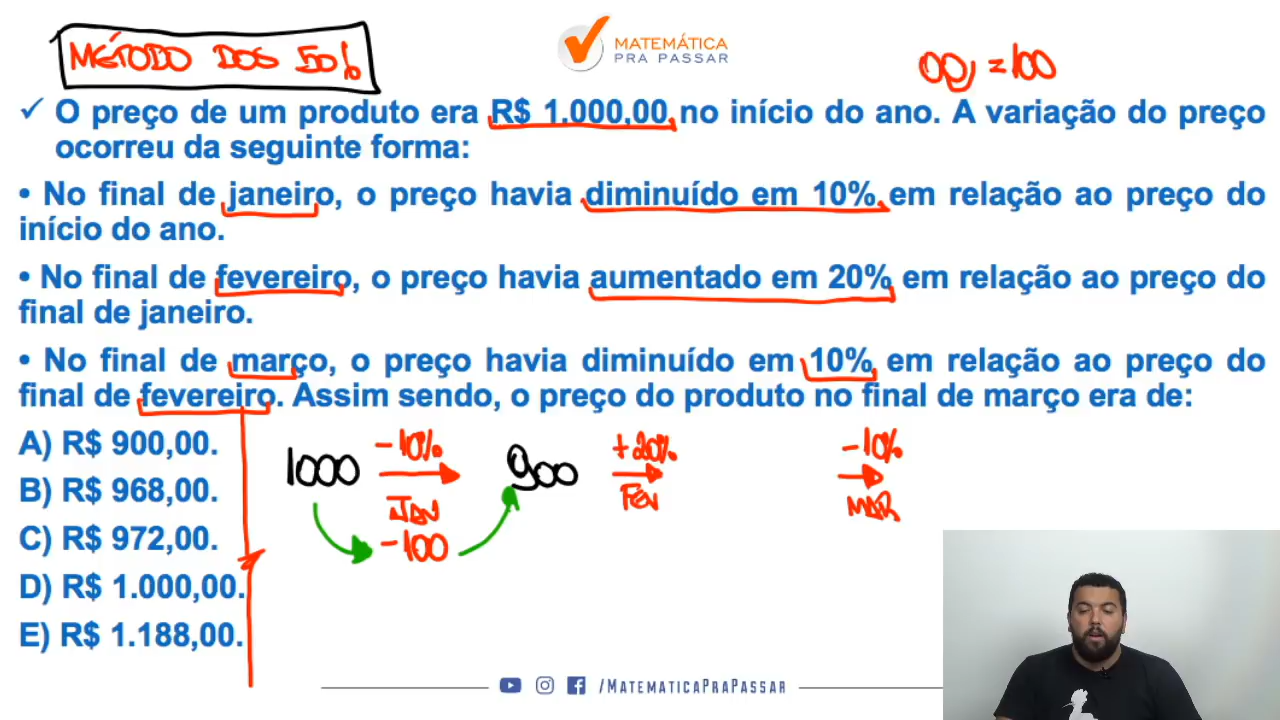 MÉTODO DOS 50%
MATEMÁTICA
PRA PASSAR
= 100
✓ O preço de um produto era R$ 1.000,00, no início do ano. A variação do preço
ocorreu da seguinte forma:
• No final de janeiro, o preço havia diminuído em 10%, em relação ao preço do
início do ano.
• No final de fevereiro, o preço havia aumentado em 20% em relação ao preço do
final de janeiro.
• No final de março, o preço havia diminuído em 10%, em relação ao preço do
final de fevereiro. Assim sendo, o preço do produto no final de março era de:
A) R$ 900,00.
B) R$ 968,00.
C) R$ 972,00.
D) R$ 1.000,00.
E) R$ 1.188,00.
1000 -10% 900 +20% -10%
JAN FEV MAR
-100
/MATEMATICAPRAPASSAR